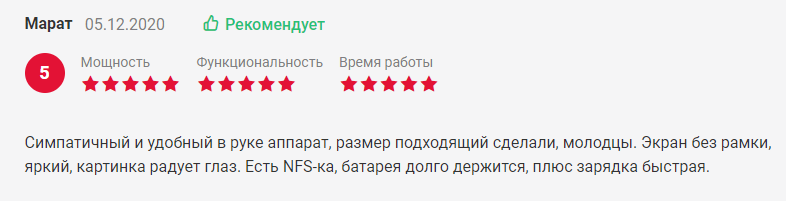 Марат 05.12.2020 Рекомендует
5 Мощность Функциональность Время работы
Симпатичный и удобный в руке аппарат, размер подходящий сделали, молодцы. Экран без рамки,
яркий, картинка радует глаз. Есть NFS-ка, батарея долго держится, плюс зарядка быстрая.